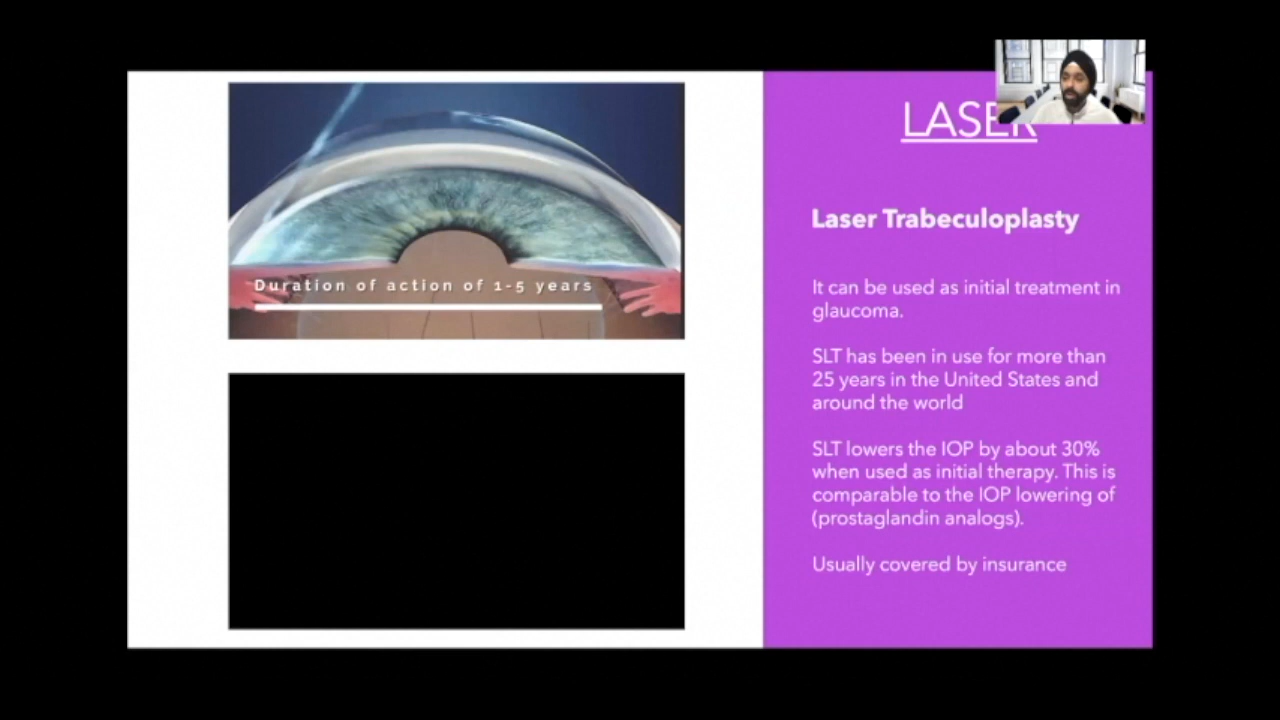 LASER
Duration of action of 1-5 years
Laser Trabeculoplasty
It can be used as initial treatment in
glaucoma.
SLT has been in use for more than
25 years in the United States and
around the world
SLT lowers the IOP by about 30%
when used as initial therapy. This is
comparable to the IOP lowering of
(prostaglandin analogs).
Usually covered by insurance